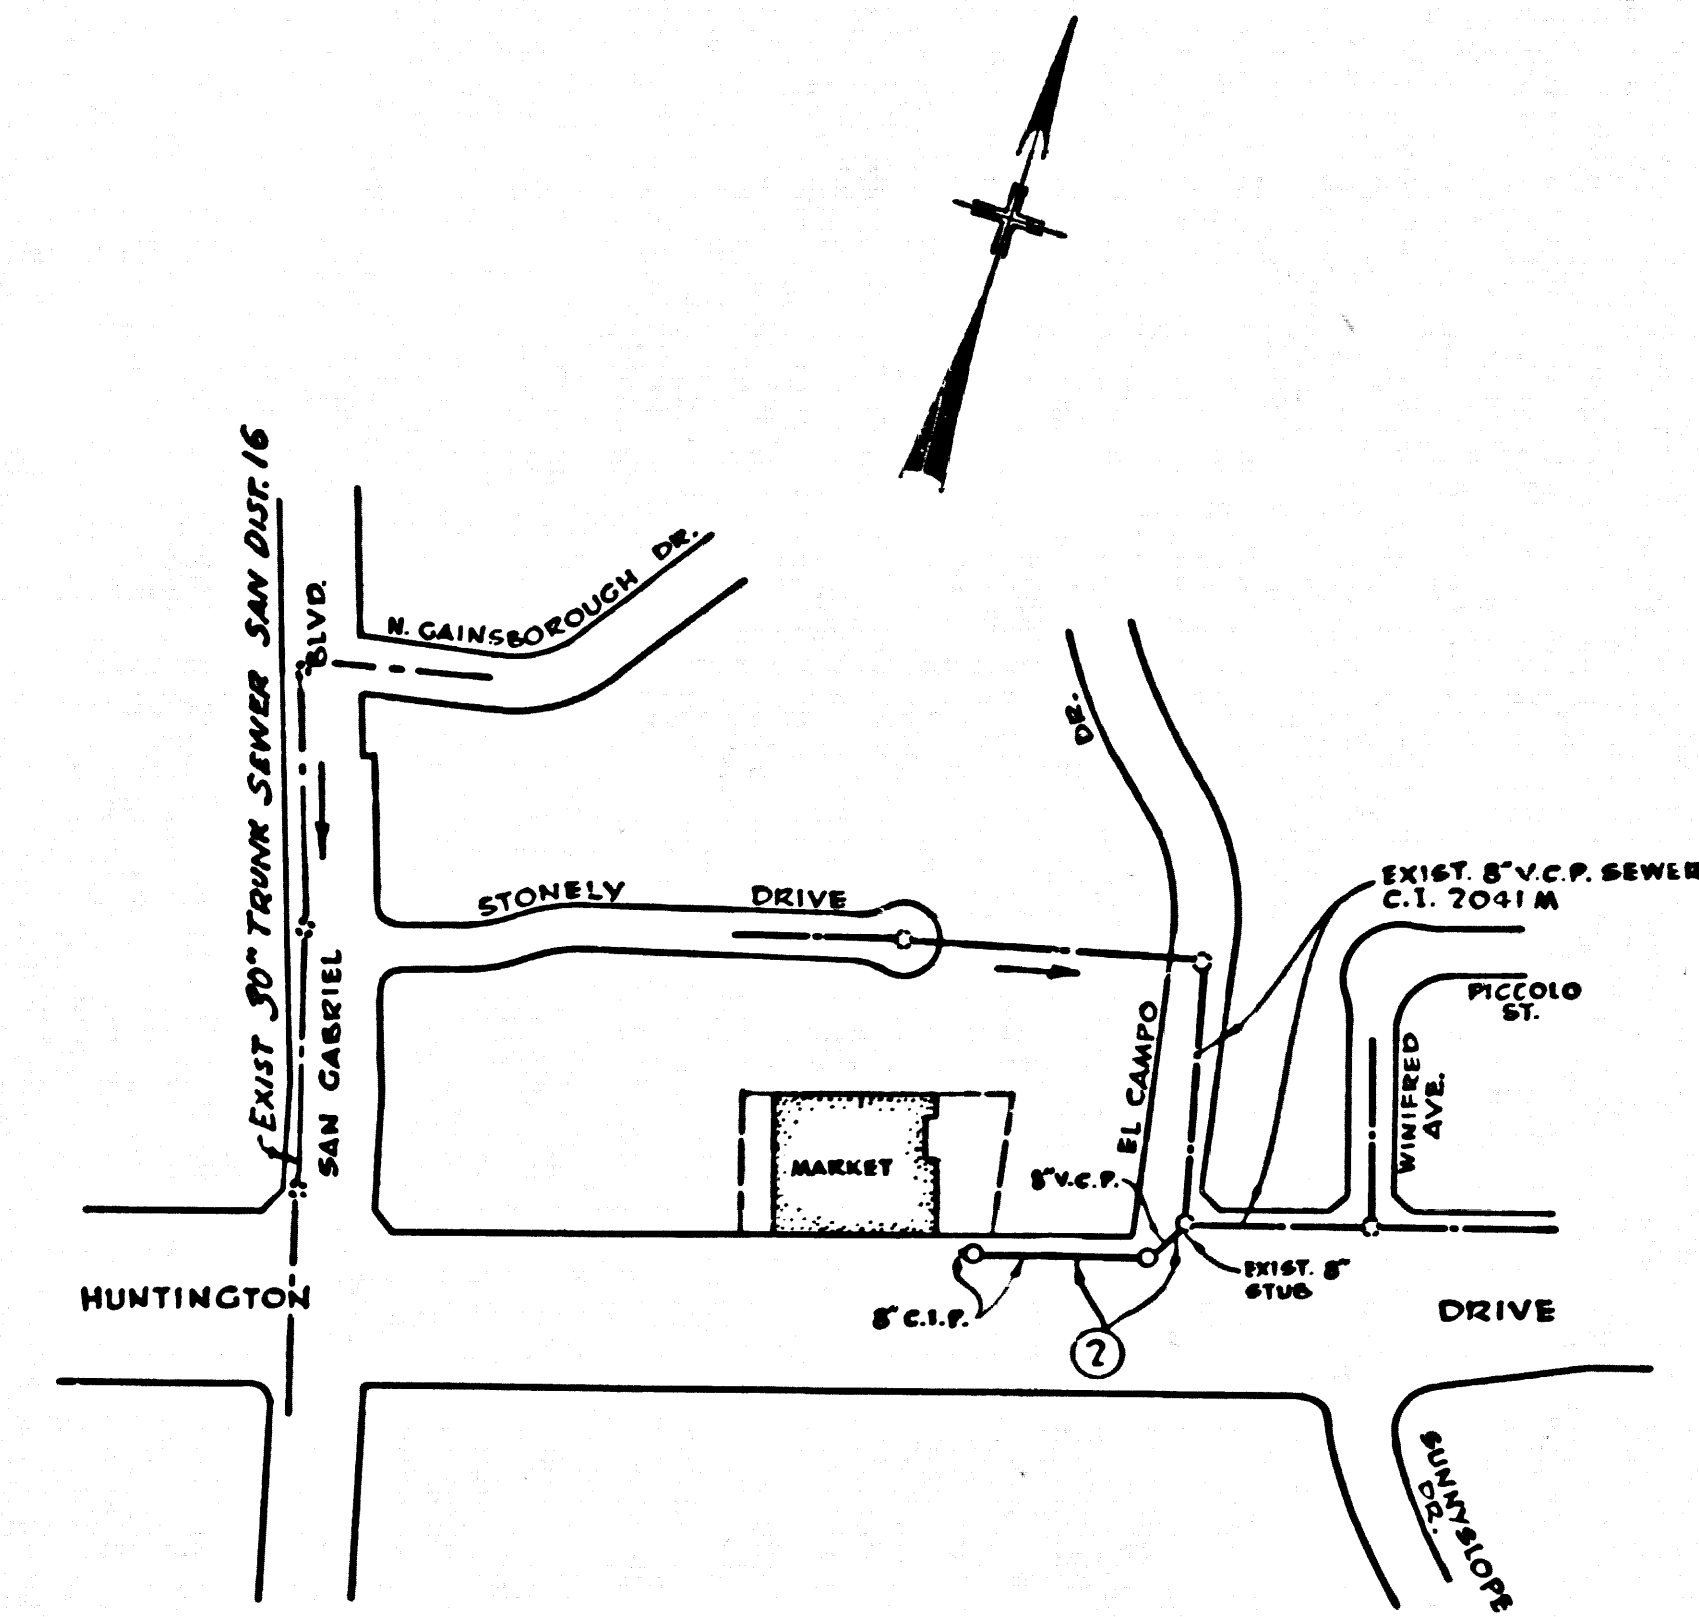 EXIST 30" TRUNK SEWER SAN DIST. 16
SAN GABRIEL BLVD.
N. GAINSBOROUGH DR.
STONELY DRIVE
EL CAMPO DR.
EXIST. 8" V.C.P. SEWER
C.I. 2041 M
PICCOLO
ST.
WINIFRED
AVE.
MARKET
8" V.C.P.
EXIST. 8"
STUB
8" C.I.P.
2
HUNTINGTON DRIVE
SUNNYSLOPE
DR.